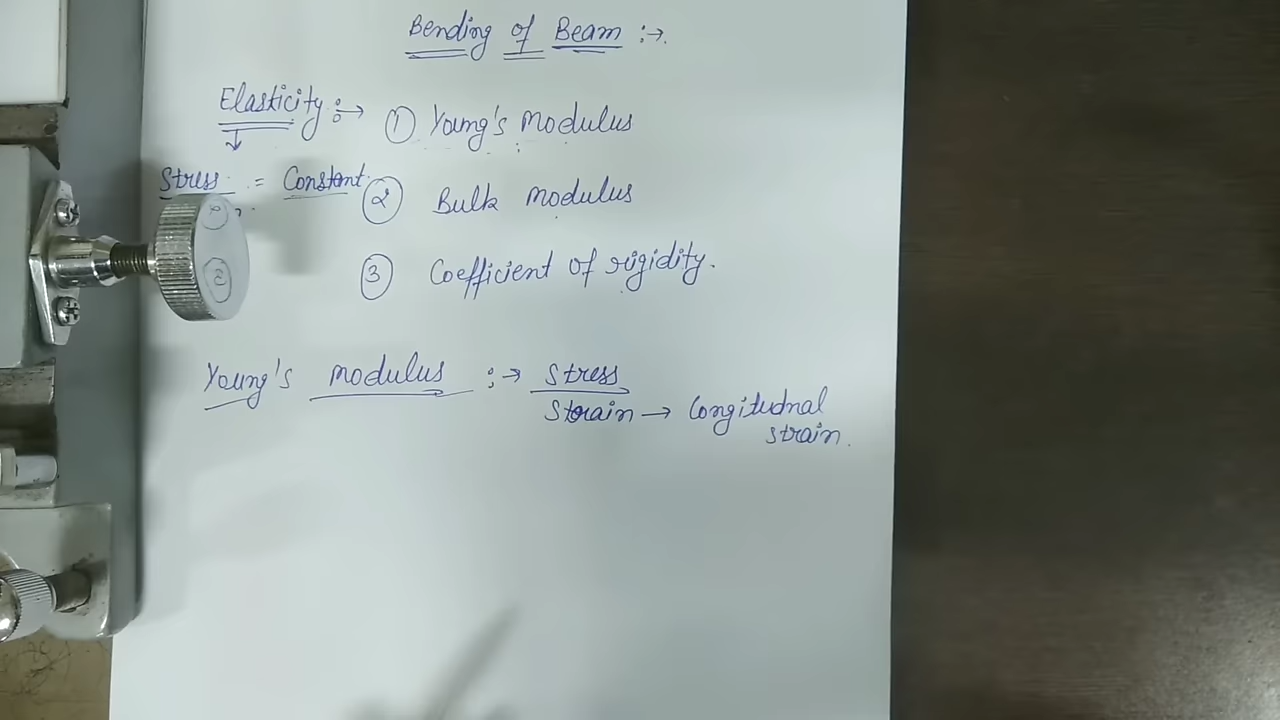 Bending of Beam :→.
Elasticity :→ ① Young's modulus
Stress = Constant.
② Bulk modulus
③ Coefficient of rigidity.
Young's modulus :→ Stress
Strain → Longitudnal
strain.